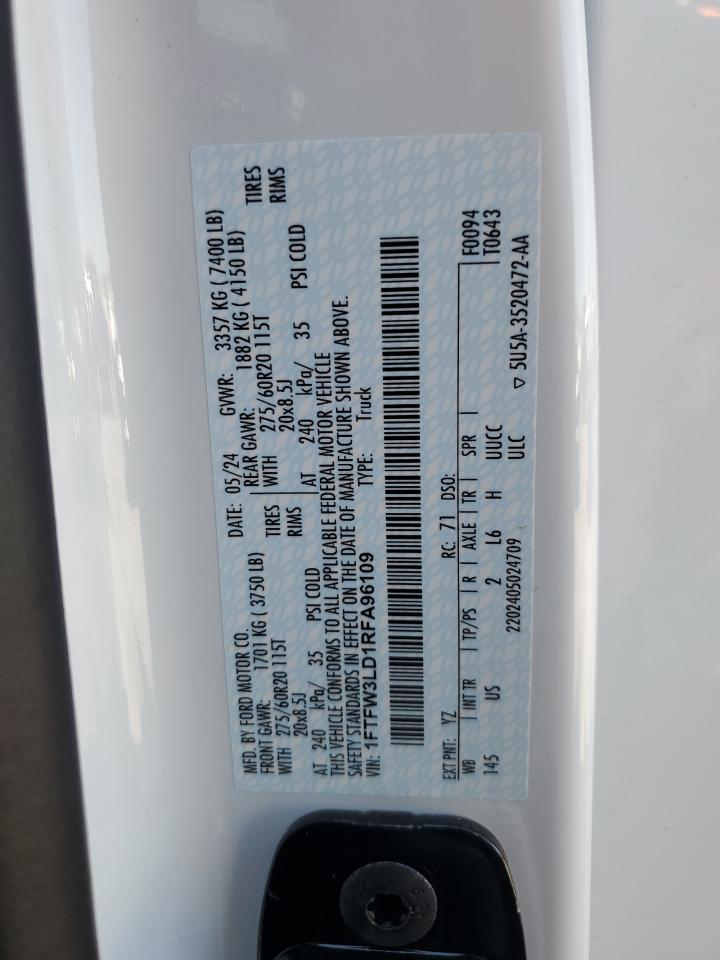 MFD. BY FORD MOTOR CO.
DATE: 05/24 GVWR: 3357 KG ( 7400 LB)
FRONT GAWR: 1701 KG ( 3750 LB) REAR GAWR: 1882 KG ( 4150 LB)
WITH 275/60R20 115T TIRES WITH 275/60R20 115T TIRES
20x8.5J RIMS 20x8.5J RIMS
AT 240 kPa/ 35 PSI COLD AT 240 kPa/ 35 PSI COLD
THIS VEHICLE CONFORMS TO ALL APPLICABLE FEDERAL MOTOR VEHICLE
SAFETY STANDARDS IN EFFECT ON THE DATE OF MANUFACTURE SHOWN ABOVE.
VIN: 1FTFW3LD1RFA96109 TYPE: Truck
EXT PNT: YZ RC: 71 DSO: F0094
WB INT TR TP/PS R AXLE TR SPR T0643
145 US 2 L6 H UUCC
2202405024709 ULC
▽ 5U5A-3520472-AA